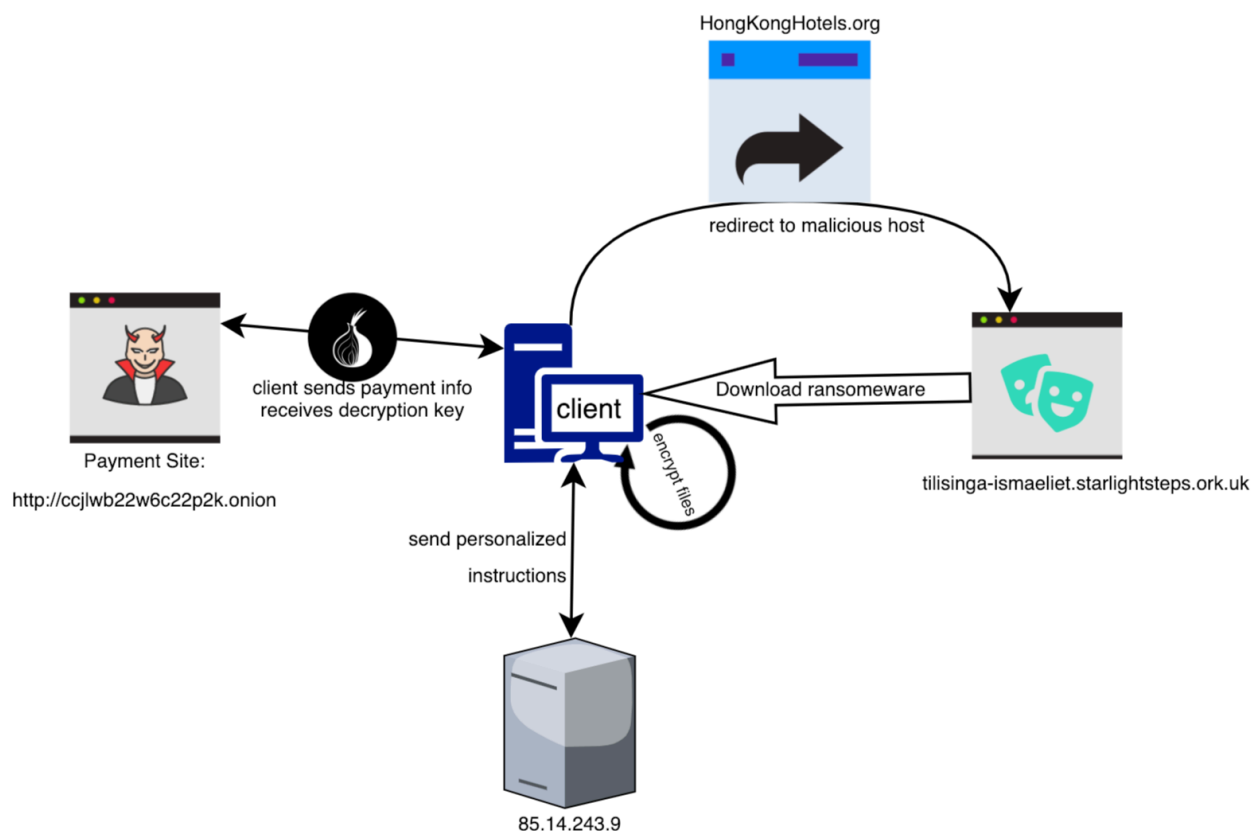 HongKongHotels.org
redirect to malicious host
client sends payment info
receives decryption key
client
Download ransomeware
encrypt files
Payment Site:
http://ccjlwb22w6c22p2k.onion
tilisinga-ismaeliet.starlightsteps.ork.uk
send personalized
instructions
85.14.243.9